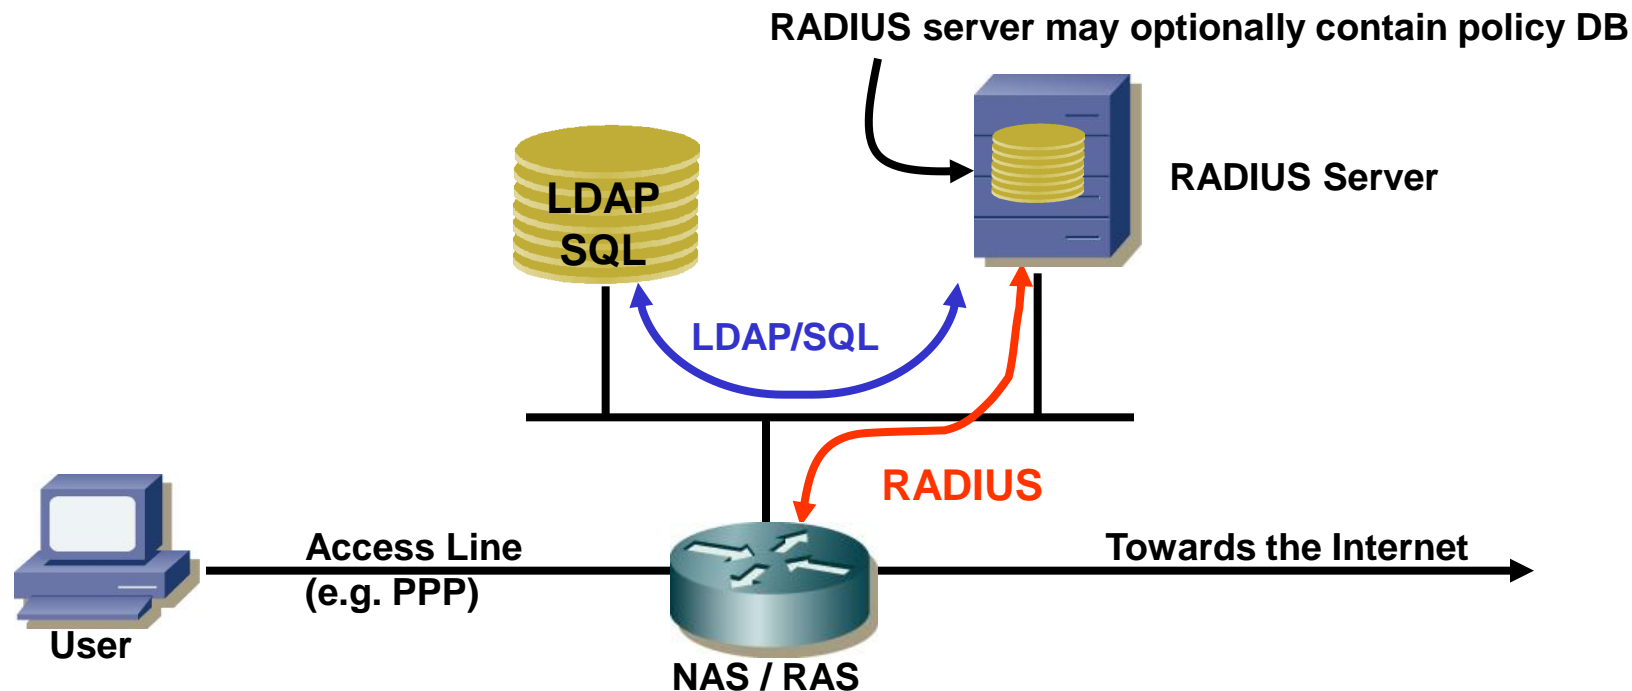 RADIUS server may optionally contain policy DB
LDAP
SQL
RADIUS Server
LDAP/SQL
RADIUS
Access Line
(e.g. PPP)
Towards the Internet
User
NAS / RAS